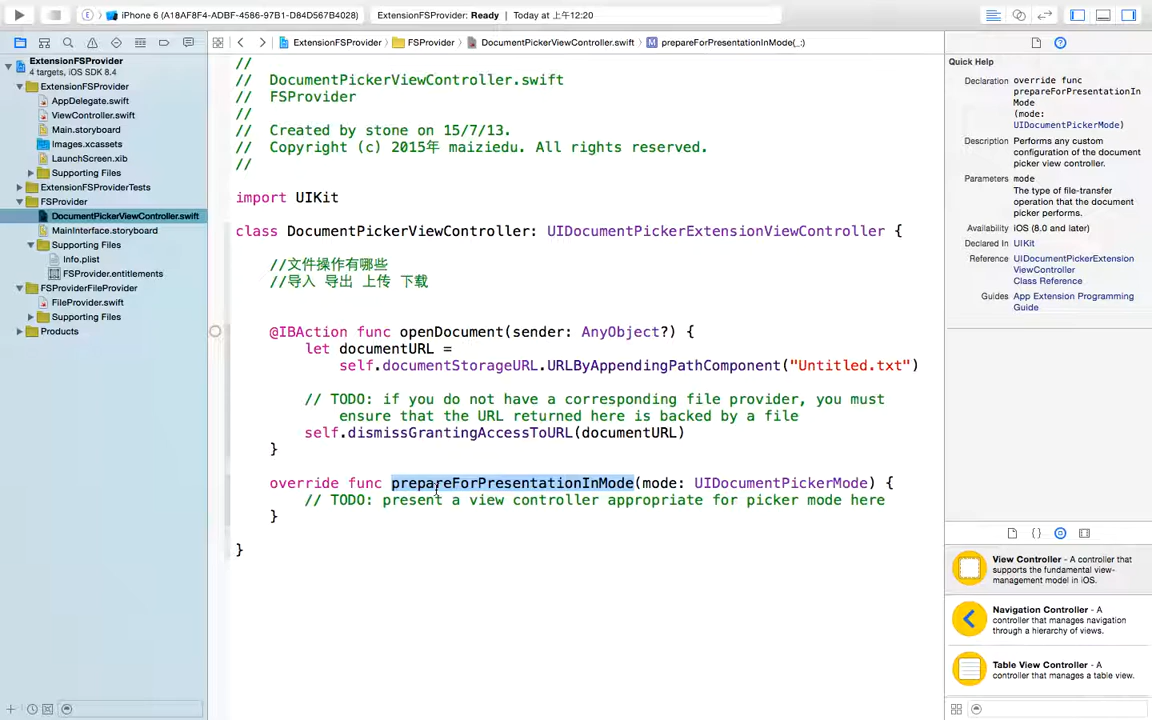 iPhone 6 (A18AF8F4-ADBF-4586-97B1-D84D567B4028)
ExtensionFSProvider: Ready | Today at 上午12:20
ExtensionFSProvider
FSProvider
DocumentPickerViewController.swift
M prepareForPresentationInMode(_:)
ExtensionFSProvider
4 targets, iOS SDK 8.4
ExtensionFSProvider
AppDelegate.swift
ViewController.swift
Main.storyboard
Images.xcassets
LaunchScreen.xib
Supporting Files
ExtensionFSProviderTests
FSProvider
DocumentPickerViewController.swift
MainInterface.storyboard
Supporting Files
Info.plist
FSProvider.entitlements
FSProviderFileProvider
FileProvider.swift
Supporting Files
Products
//
// DocumentPickerViewController.swift
// FSProvider
//
// Created by stone on 15/7/13.
// Copyright (c) 2015年 maiziedu. All rights reserved.
//
import UIKit
class DocumentPickerViewController: UIDocumentPickerExtensionViewController {
//文件操作有哪些
//导入 导出 上传 下载
@IBAction func openDocument(sender: AnyObject?) {
let documentURL =
self.documentStorageURL.URLByAppendingPathComponent("Untitled.txt")
// TODO: if you do not have a corresponding file provider, you must
ensure that the URL returned here is backed by a file
self.dismissGrantingAccessToURL(documentURL)
}
override func prepareForPresentationInMode(mode: UIDocumentPickerMode) {
// TODO: present a view controller appropriate for picker mode here
}
}
Quick Help
Declaration override func
prepareForPresentationIn
Mode
(mode:
UIDocumentPickerMode)
Description Performs any custom
configuration of the document
picker view controller.
Parameters mode
The type of file-transfer
operation that the document
picker performs.
Availability iOS (8.0 and later)
Declared In UIKit
Reference UIDocumentPickerExtension
ViewController
Class Reference
Guides App Extension Programming
Guide
{ }
View Controller - A controller that
supports the fundamental view-
management model in iOS.
Navigation Controller - A
controller that manages navigation
through a hierarchy of views.
Table View Controller - A
controller that manages a table view.